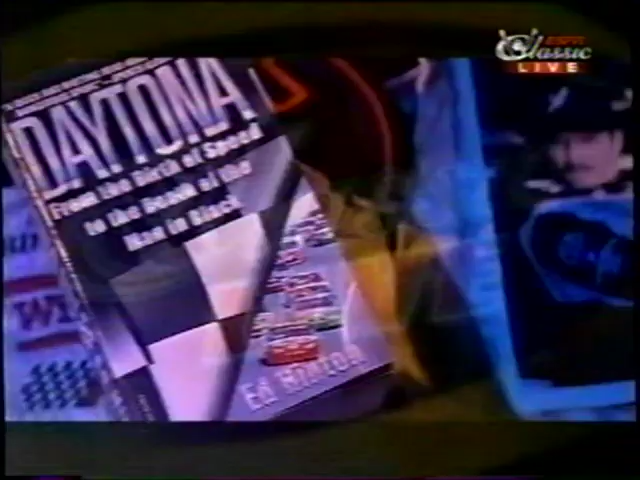 ESPN
Classic
LIVE
DAYTONA
From the Birth of Speed
to the Death of the
Man in Black
Ed Hinton